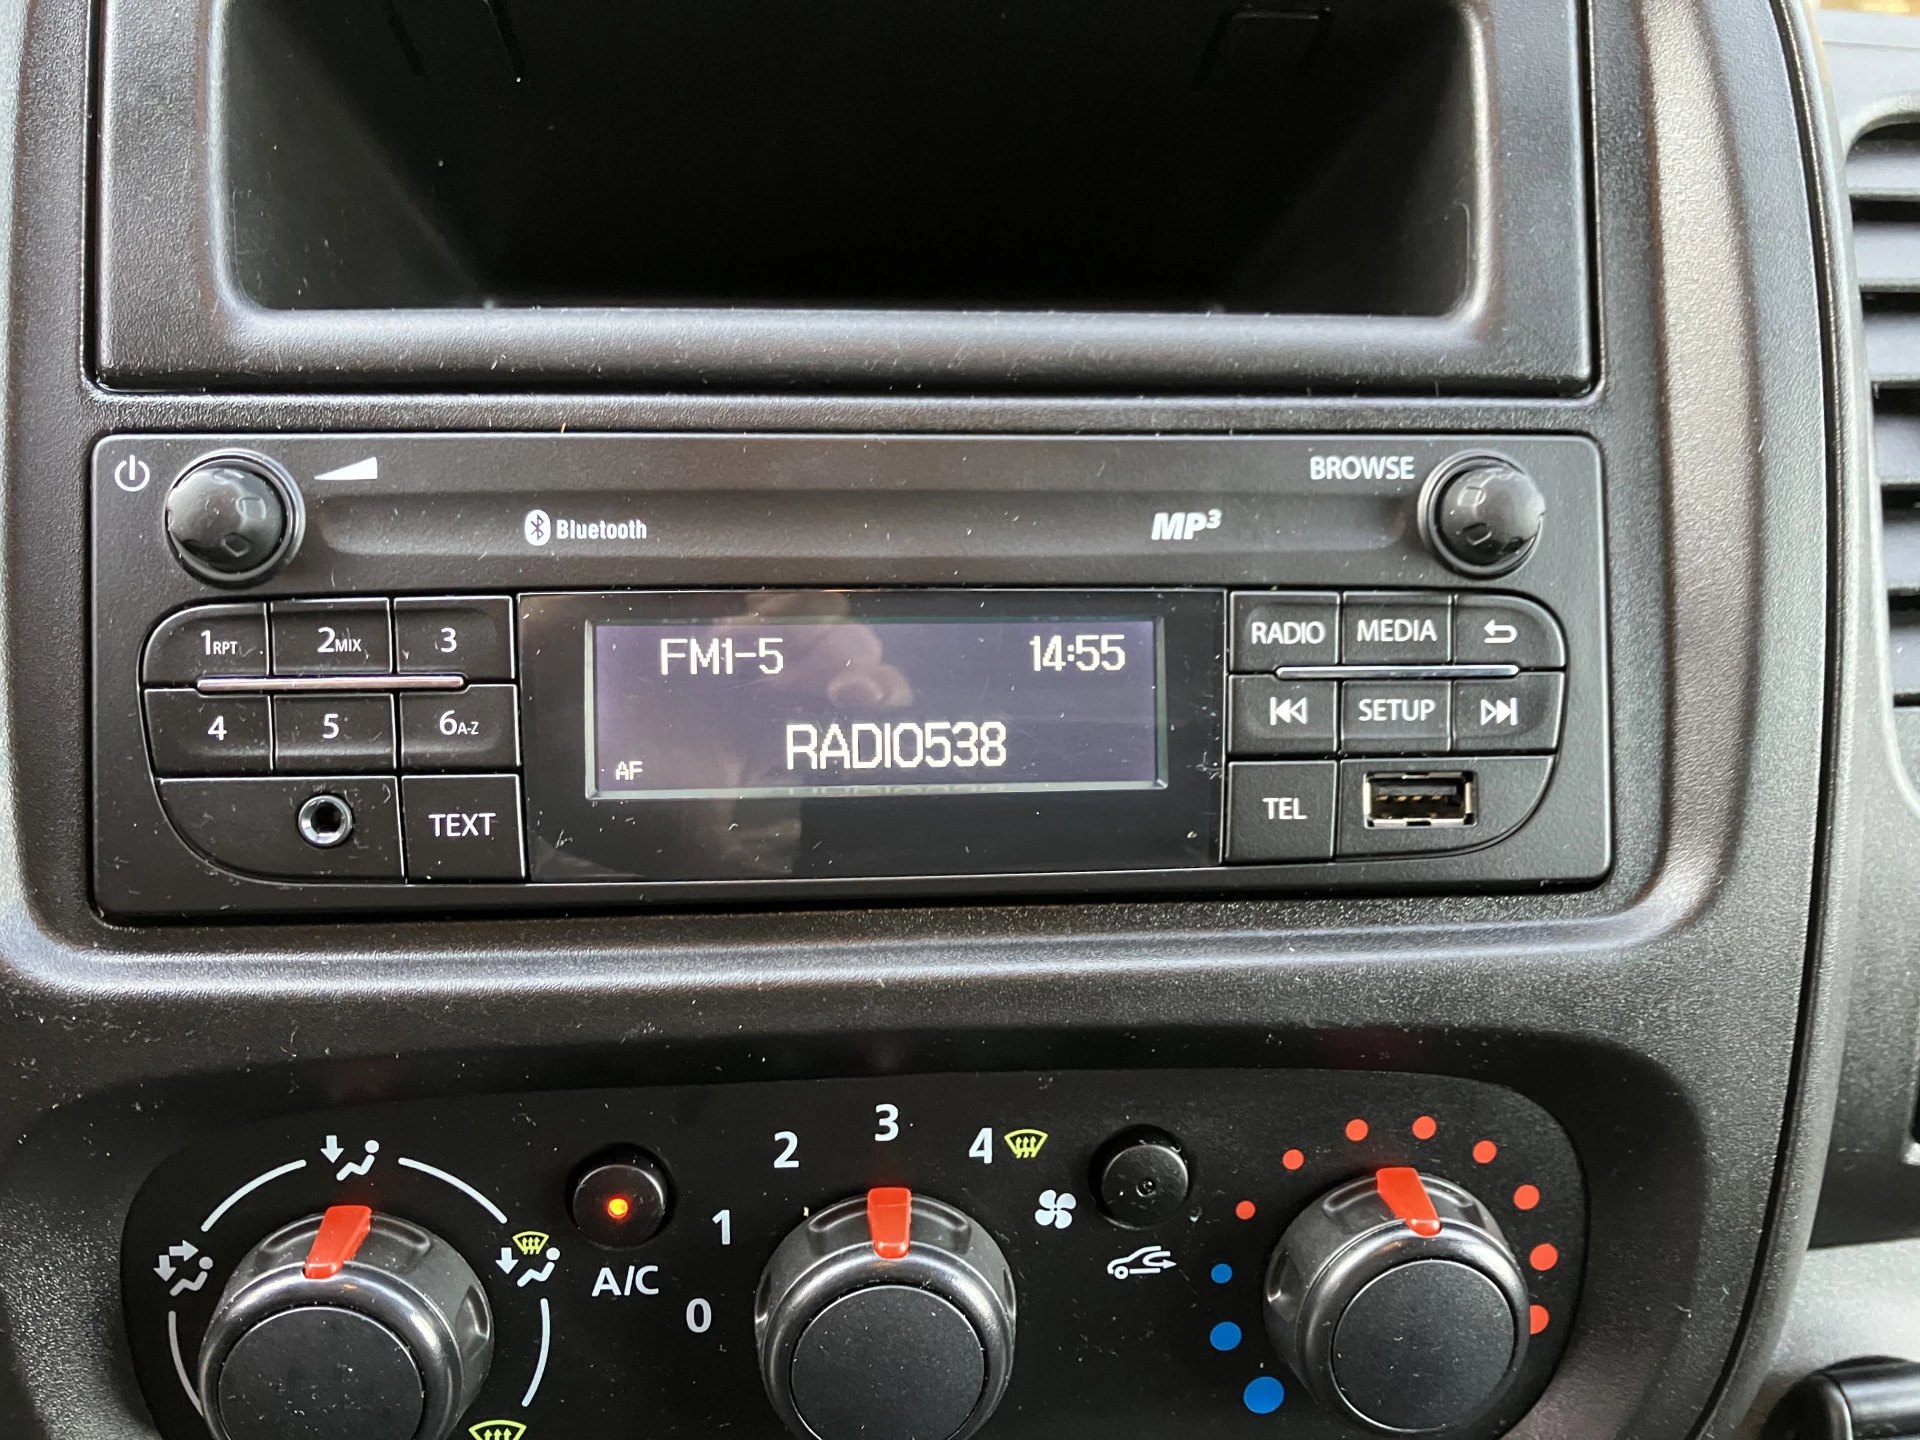 BROWSE
Bluetooth
MP3
1RPT
2MIX
3
FM1-5
14:55
RADIO
MEDIA
4
5
6A-Z
RADIO538
AF
SETUP
TEXT
TEL
0
1
2
3
4
A/C